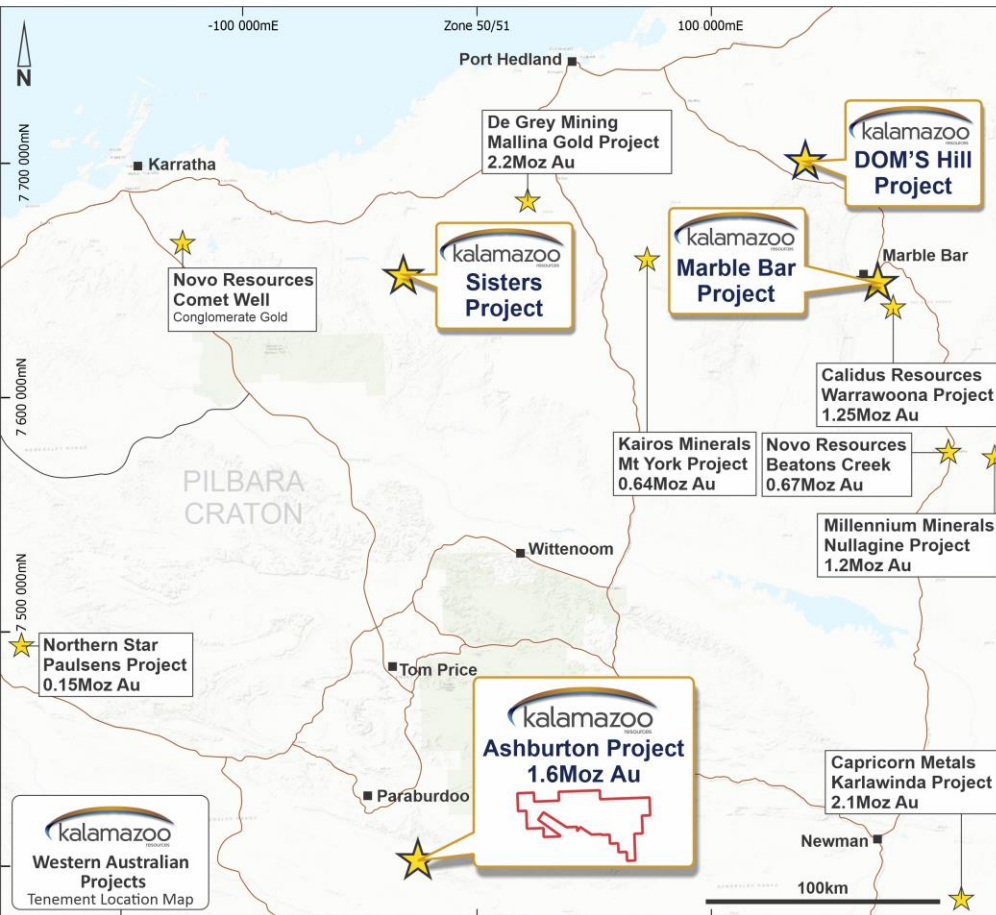 -100 000mE
Zone 50/51
100 000mE
N
Port Hedland
De Grey Mining
Mallina Gold Project
2.2Moz Au
kalamazoo
resources
DOM'S Hill
Project
7 700 000mN
Karratha
kalamazoo
resources
Sisters
Project
kalamazoo
resources
Marble Bar
Project
Marble Bar
Novo Resources
Comet Well
Conglomerate Gold
Calidus Resources
Warrawoona Project
1.25Moz Au
7 600 000mN
Kairos Minerals
Mt York Project
0.64Moz Au
Novo Resources
Beatons Creek
0.67Moz Au
PILBARA
CRATON
Millennium Minerals
Nullagine Project
1.2Moz Au
Wittenoom
7 500 000mN
Northern Star
Paulsens Project
0.15Moz Au
Tom Price
kalamazoo
resources
Ashburton Project
1.6Moz Au
Paraburdoo
Capricorn Metals
Karlawinda Project
2.1Moz Au
Newman
kalamazoo
resources
Western Australian
Projects
Tenement Location Map
100km